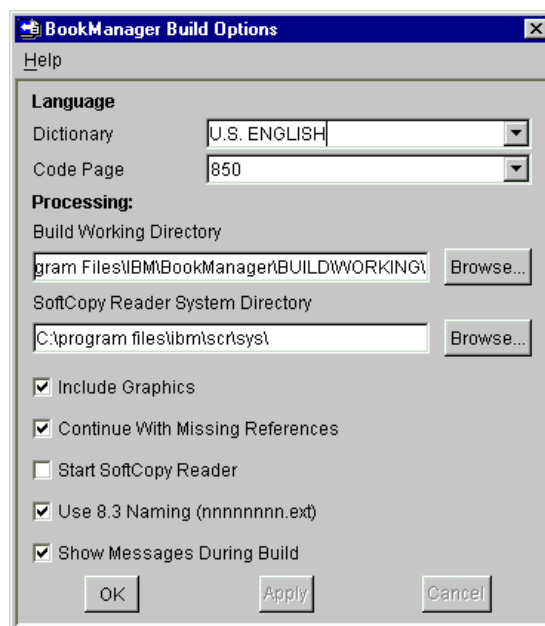 BookManager Build Options
Help
Language
Dictionary U.S. ENGLISH
Code Page 850
Processing:
Build Working Directory
gram Files\IBM\BookManager\BUILD\WORKING\ Browse...
SoftCopy Reader System Directory
C:\program files\ibm\scr\sys\ Browse...
Include Graphics
Continue With Missing References
Start SoftCopy Reader
Use 8.3 Naming (nnnnnnnn.ext)
Show Messages During Build
OK Apply Cancel